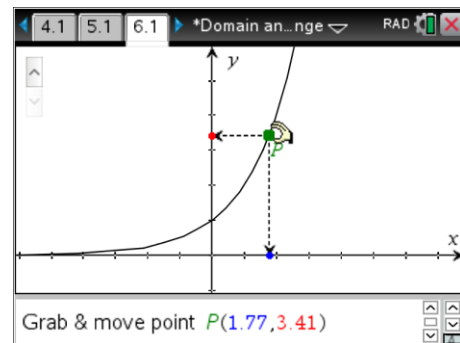 4.1 5.1 6.1 *Domain an...nge RAD
y
P
x
Grab & move point P(1.77,3.41)